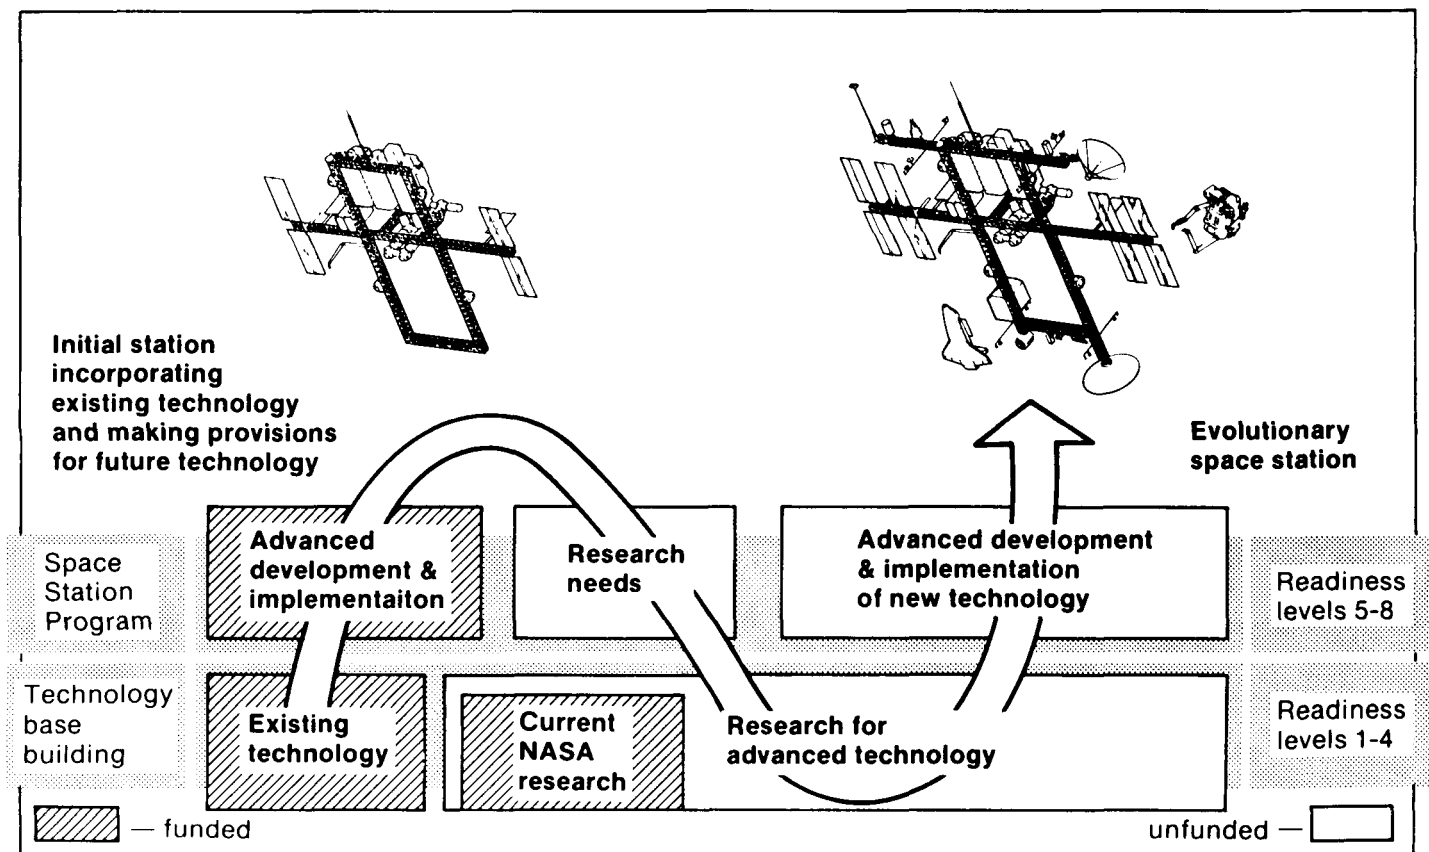 Initial station
incorporating
existing technology
and making provisions
for future technology
Evolutionary
space station
Space
Station
Program
Advanced
development &
implementaiton
Research
needs
Advanced development
& implementation
of new technology
Readiness
levels 5-8
Technology
base
building
Existing
technology
Current
NASA
research
Research for
advanced technology
Readiness
levels 1-4
— funded
unfunded —